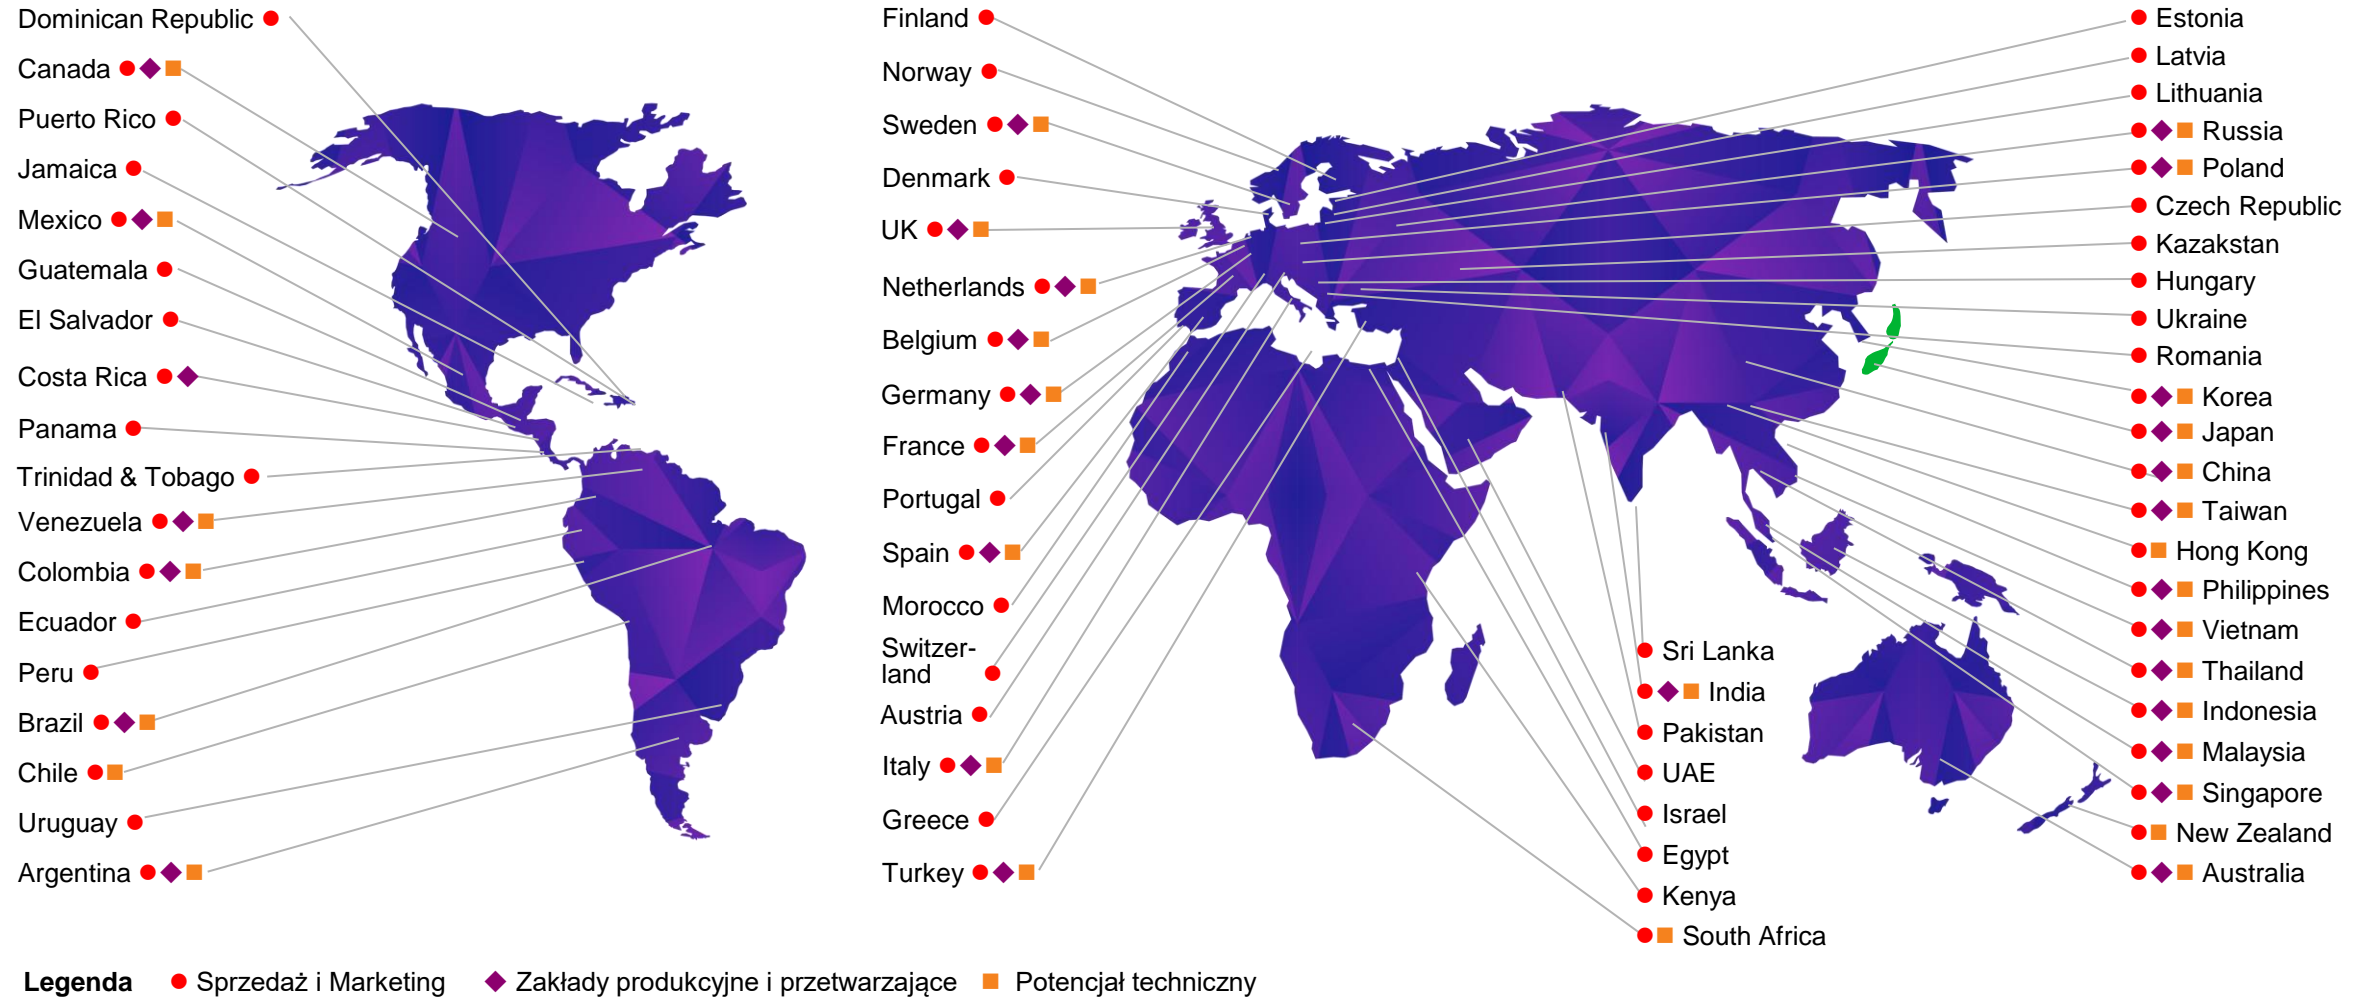 Dominican Republic
Canada
Puerto Rico
Jamaica
Mexico
Guatemala
El Salvador
Costa Rica
Panama
Trinidad & Tobago
Venezuela
Colombia
Ecuador
Peru
Brazil
Chile
Uruguay
Argentina
Finland
Norway
Sweden
Denmark
UK
Netherlands
Belgium
Germany
France
Portugal
Spain
Morocco
Switzer-
land
Austria
Italy
Greece
Turkey
Sri Lanka
India
Pakistan
UAE
Israel
Egypt
Kenya
South Africa
Estonia
Latvia
Lithuania
Russia
Poland
Czech Republic
Kazakstan
Hungary
Ukraine
Romania
Korea
Japan
China
Taiwan
Hong Kong
Philippines
Vietnam
Thailand
Indonesia
Malaysia
Singapore
New Zealand
Australia
Legenda Sprzedaż i Marketing Zakłady produkcyjne i przetwarzające Potencjał techniczny